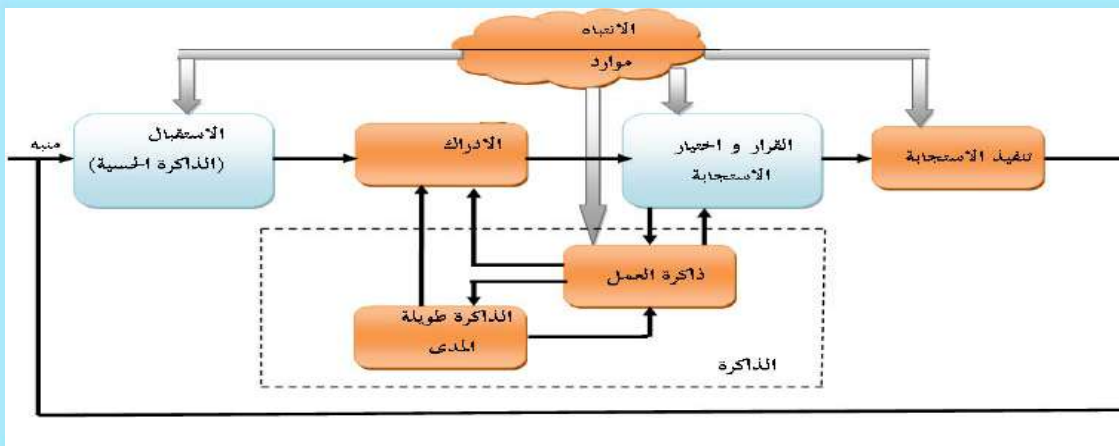 الانتباه
موارد
منبه
الاستقبال
(الذاكرة الحسية)
الادراك
القرار و اختيار
الاستجابة
تنفيذ الاستجابة
ذاكرة العمل
الذاكرة طويلة
المدى
الذاكرة